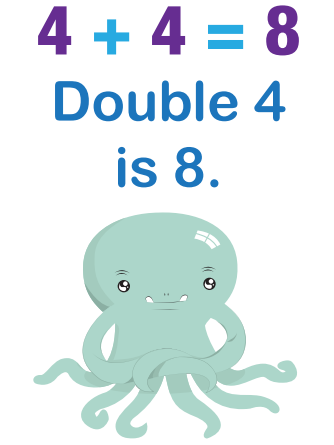 4 + 4 = 8
Double 4
is 8.